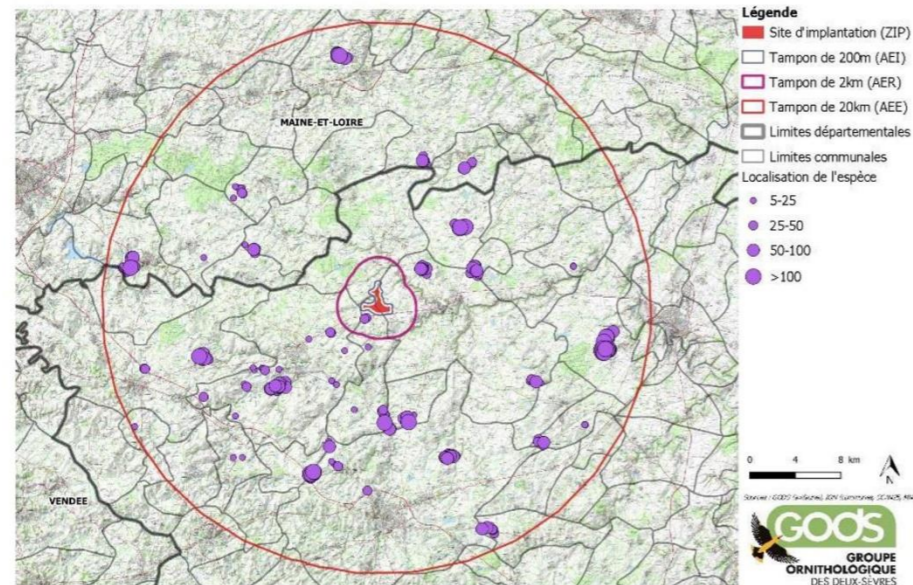 Légende
Site d'implantation (ZIP)
Tampon de 200m (AEI)
Tampon de 2km (AER)
Tampon de 20km (AEE)
Limites départementales
Limites communales
Localisation de l'espèce
5-25
25-50
50-100
>100
MAINE-ET-LOIRE
VENDEE
0 4 8 km
N
GODS
GROUPE
ORNITHOLOGIQUE
DES DEUX-SÈVRES